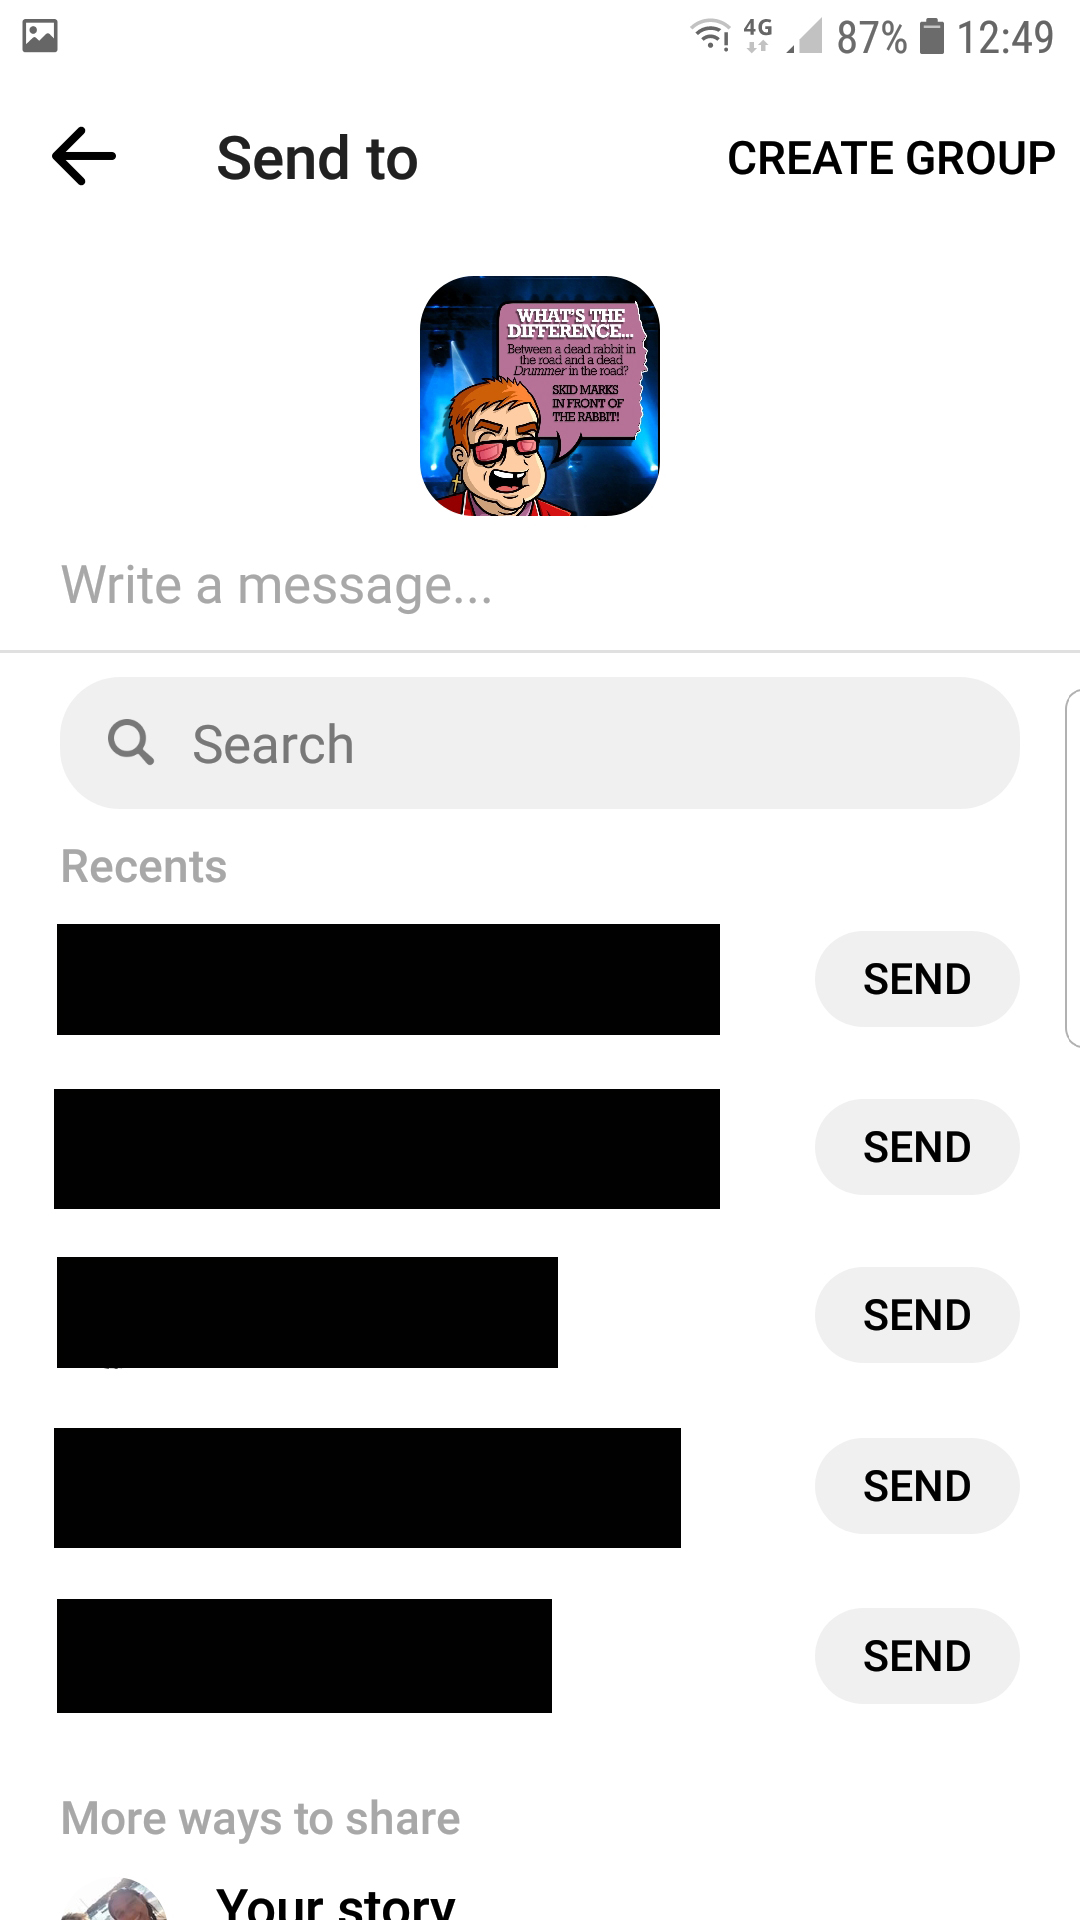 4G
87%
12:49
Send to
CREATE GROUP
WHAT'S THE
DIFFERENCE...
Between a dead rabbit in
the road and a dead
Drummer in the road?
SKID MARKS
IN FRONT OF
THE RABBIT!
Write a message...
Search
Recents
SEND
SEND
SEND
SEND
SEND
More ways to share
Your story